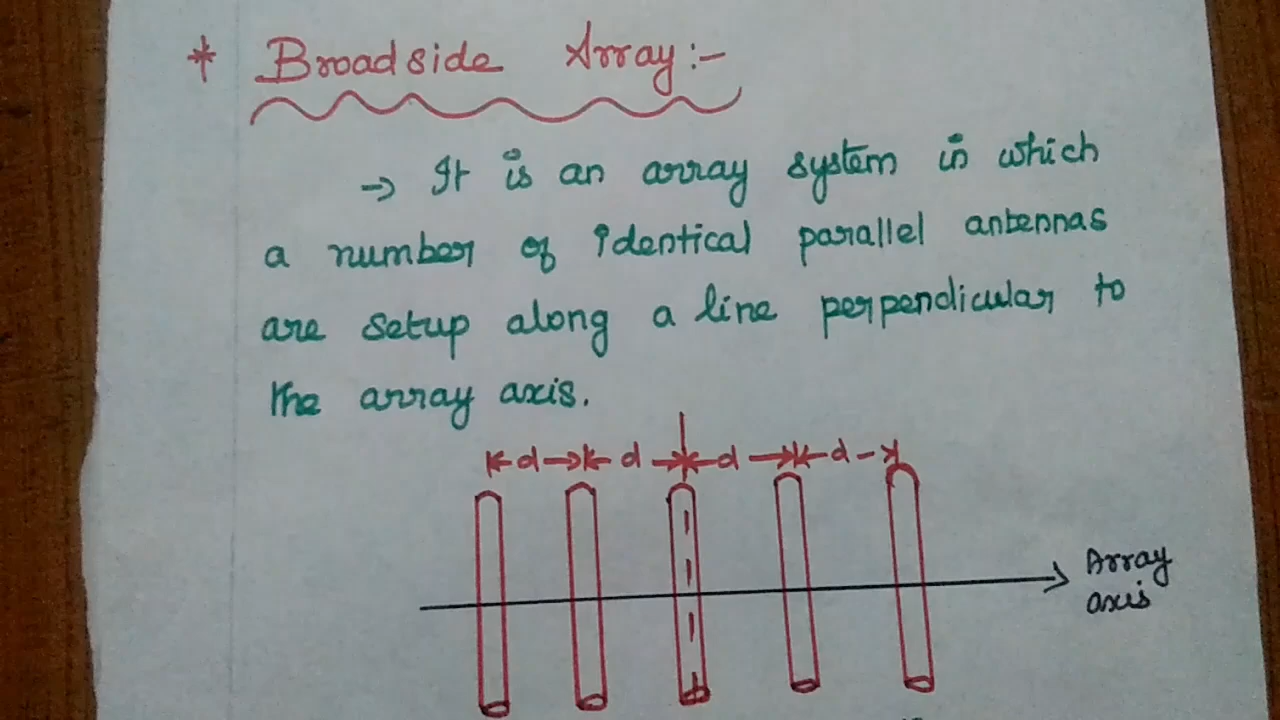 * Broadside Array:-
→ It is an array system in which
a number of identical parallel antennas
are setup along a line perpendicular to
the array axis.
d d d d
Array
axis